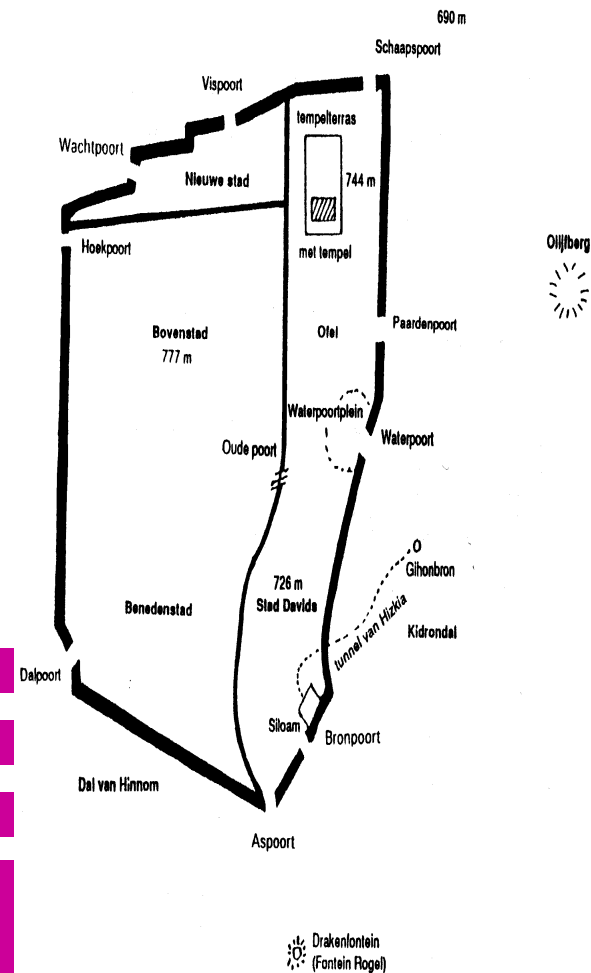 690 m
Schaapspoort
Vispoort
tempelterras
Wachtpoort
Nieuwe stad
744 m
Hoekpoort
met tempel
Olijfberg
Bovenstad
777 m
Ofel
Paardenpoort
Waterpoortplein
Oude poort
Waterpoort
Gihonbron
726 m
Stad Davids
Benedenstad
tunnel van Hizkia
Kidrondal
Dalpoort
Siloam
Bronpoort
Dal van Hinnom
Aspoort
Drakenfontein
(Fontein Rogel)